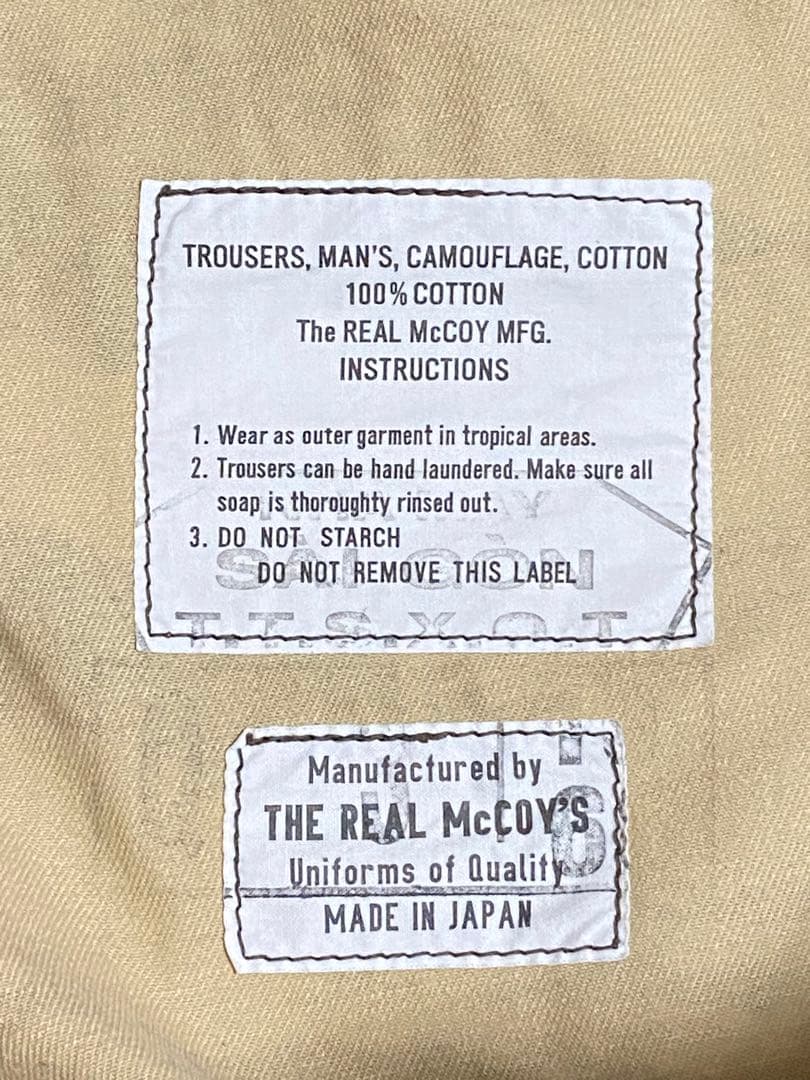 TROUSERS, MAN'S, CAMOUFLAGE, COTTON
100% COTTON
The REAL McCOY MFG.
INSTRUCTIONS
1. Wear as outer garment in tropical areas.
2. Trousers can be hand laundered. Make sure all
soap is thoroughty rinsed out.
3. DO NOT STARCH
SAIGON
DO NOT REMOVE THIS LABEL
Manufactured by
THE REAL McCOY'S
6
Uniforms of Quality
MADE IN JAPAN